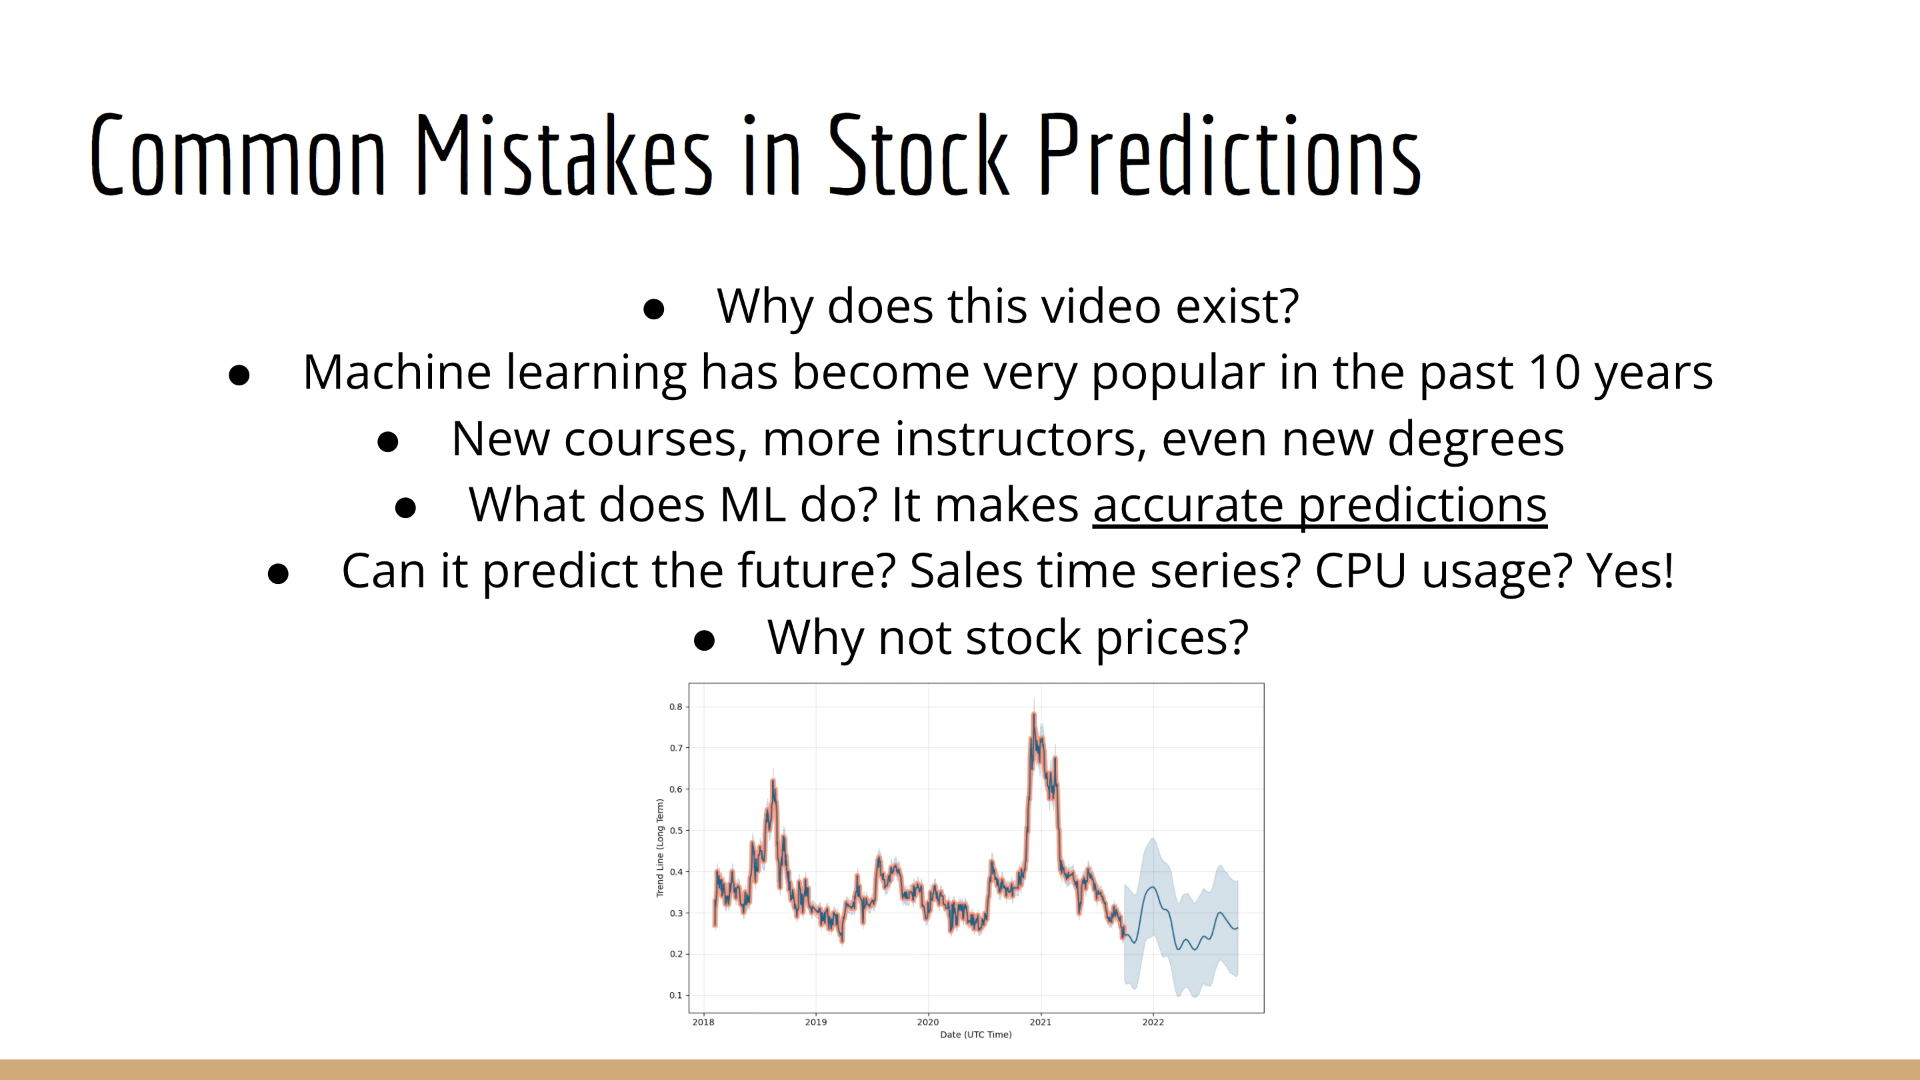 Common Mistakes in Stock Predictions
● Why does this video exist?
● Machine learning has become very popular in the past 10 years
● New courses, more instructors, even new degrees
● What does ML do? It makes accurate predictions
● Can it predict the future? Sales time series? CPU usage? Yes!
● Why not stock prices?
Trend Line (Long Term)
0.8
0.7
0.6
0.5
0.4
0.3
0.2
0.1
2018 2019 2020 2021 2022
Date (UTC Time)